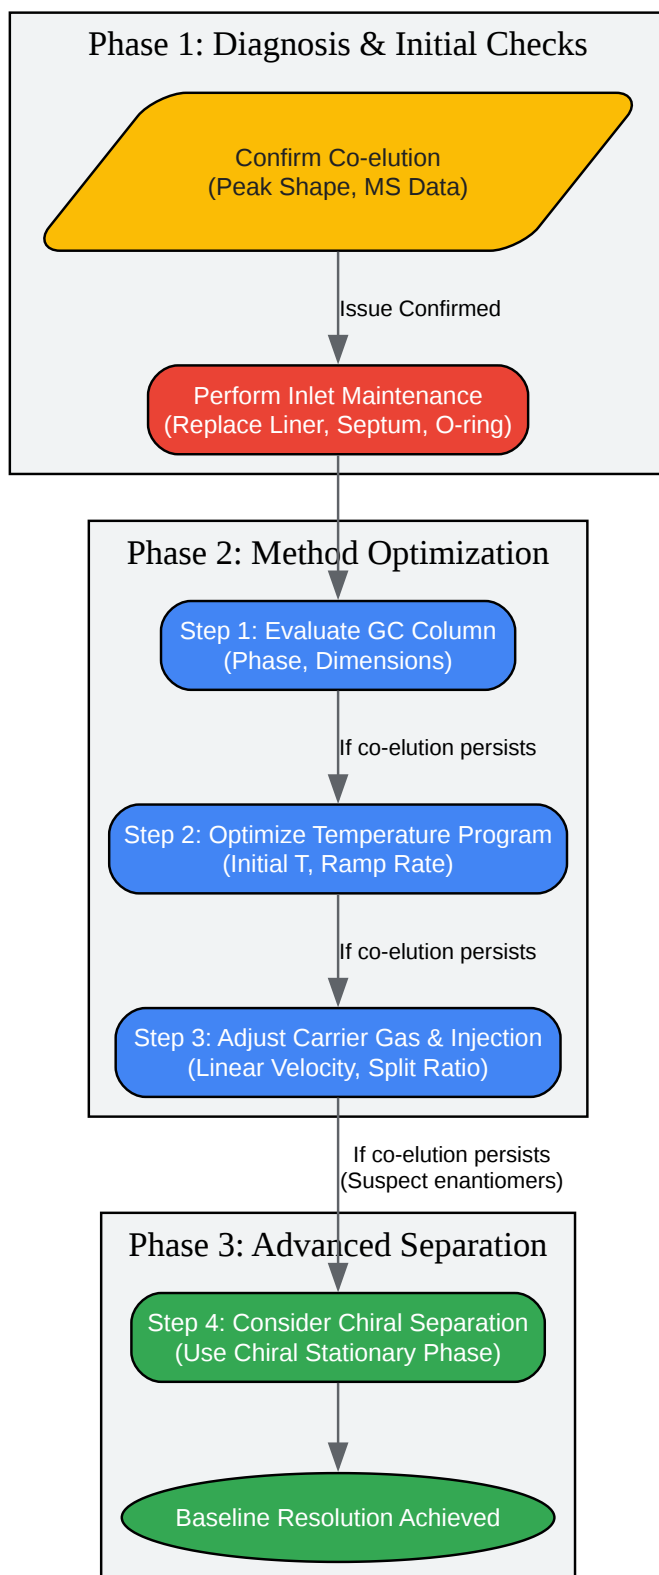 Phase 1: Diagnosis & Initial Checks
Confirm Co-elution
(Peak Shape, MS Data)
Issue Confirmed
Perform Inlet Maintenance
(Replace Liner, Septum, O-ring)
Phase 2: Method Optimization
Step 1: Evaluate GC Column
(Phase, Dimensions)
If co-elution persists
Step 2: Optimize Temperature Program
(Initial T, Ramp Rate)
If co-elution persists
Step 3: Adjust Carrier Gas & Injection
(Linear Velocity, Split Ratio)
If co-elution persists
(Suspect enantiomers)
Phase 3: Advanced Separation
Step 4: Consider Chiral Separation
(Use Chiral Stationary Phase)
Baseline Resolution Achieved